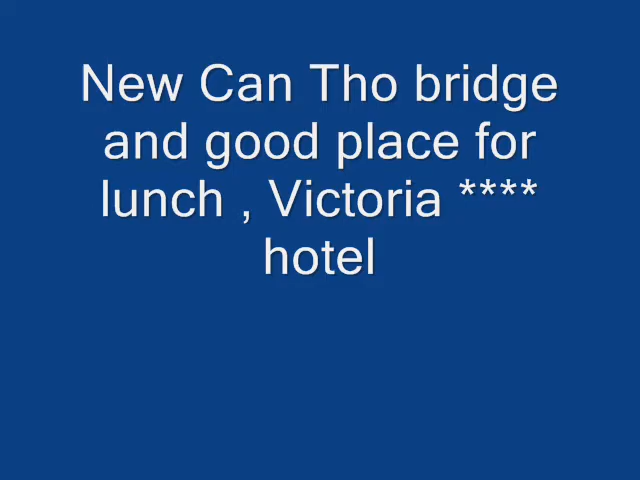 New Can Tho bridge
and good place for
lunch , Victoria ****
hotel